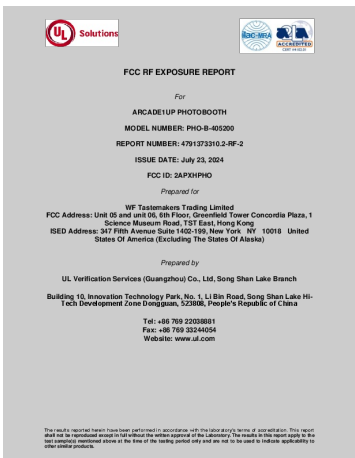 UL Solutions
ilac-MRA
ACCREDITED
FCC RF EXPOSURE REPORT
For
ARCADE1UP PHOTOBOOTH
MODEL NUMBER: PHO-B-405200
REPORT NUMBER: 4791373310.2-RF-2
ISSUE DATE: July 23, 2024
FCC ID: 2APXHPHO
Prepared for
WF Tastemakers Trading Limited
FCC Address: Unit 05 and unit 06, 6th Floor, Greenfield Tower Concordia Plaza, 1
Science Museum Road, TST East, Hong Kong
ISED Address: 347 Fifth Avenue Suite 1402-199, New York NY 10018 United
States Of America (Excluding The States Of Alaska)
Prepared by
UL Verification Services (Guangzhou) Co., Ltd, Song Shan Lake Branch
Building 10, Innovation Technology Park, No. 1, Li Bin Road, Song Shan Lake Hi-
Tech Development Zone Dongguan, 523808, People's Republic of China
Tel: +86 769 22038881
Fax: +86 769 33244054
Website: www.ul.com
The results reported herein have been performed in accordance with the laboratory's terms of accreditation. This report
shall not be reproduced except in full without the written approval of the Laboratory. The results in this report apply to the
test sample(s) mentioned above at the time of the testing period only and are not to be used to indicate applicability to
other similar products.